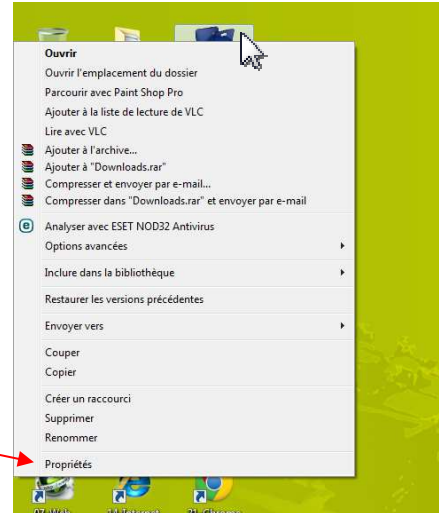 Ouvrir
Ouvrir l'emplacement du dossier
Parcourir avec Paint Shop Pro
Ajouter à la liste de lecture de VLC
Lire avec VLC
Ajouter à l'archive...
Ajouter à "Downloads.rar"
Compresser et envoyer par e-mail...
Compresser dans "Downloads.rar" et envoyer par e-mail
Analyser avec ESET NOD32 Antivirus
Options avancées
Inclure dans la bibliothèque
Restaurer les versions précédentes
Envoyer vers
Couper
Copier
Créer un raccourci
Supprimer
Renommer
Propriétés